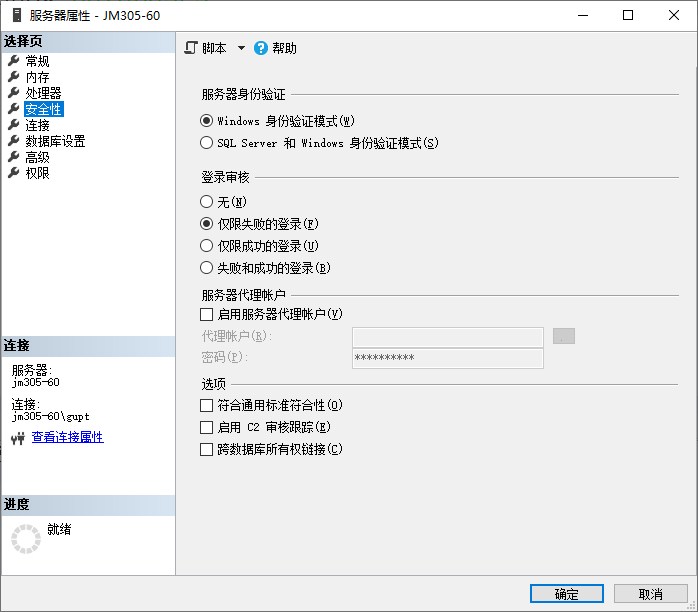 服务器属性 - JM305-60
选择页
常规
内存
处理器
安全性
连接
数据库设置
高级
权限
脚本
帮助
服务器身份验证
Windows 身份验证模式(W)
SQL Server 和 Windows 身份验证模式(S)
登录审核
无(N)
仅限失败的登录(F)
仅限成功的登录(U)
失败和成功的登录(B)
服务器代理帐户
启用服务器代理帐户(V)
代理帐户(R):
密码(P):
**********
选项
符合通用标准符合性(O)
启用 C2 审核跟踪(E)
跨数据库所有权链接(C)
连接
服务器:
jm305-60
连接:
jm305-60\gupt
查看连接属性
进度
就绪
确定
取消